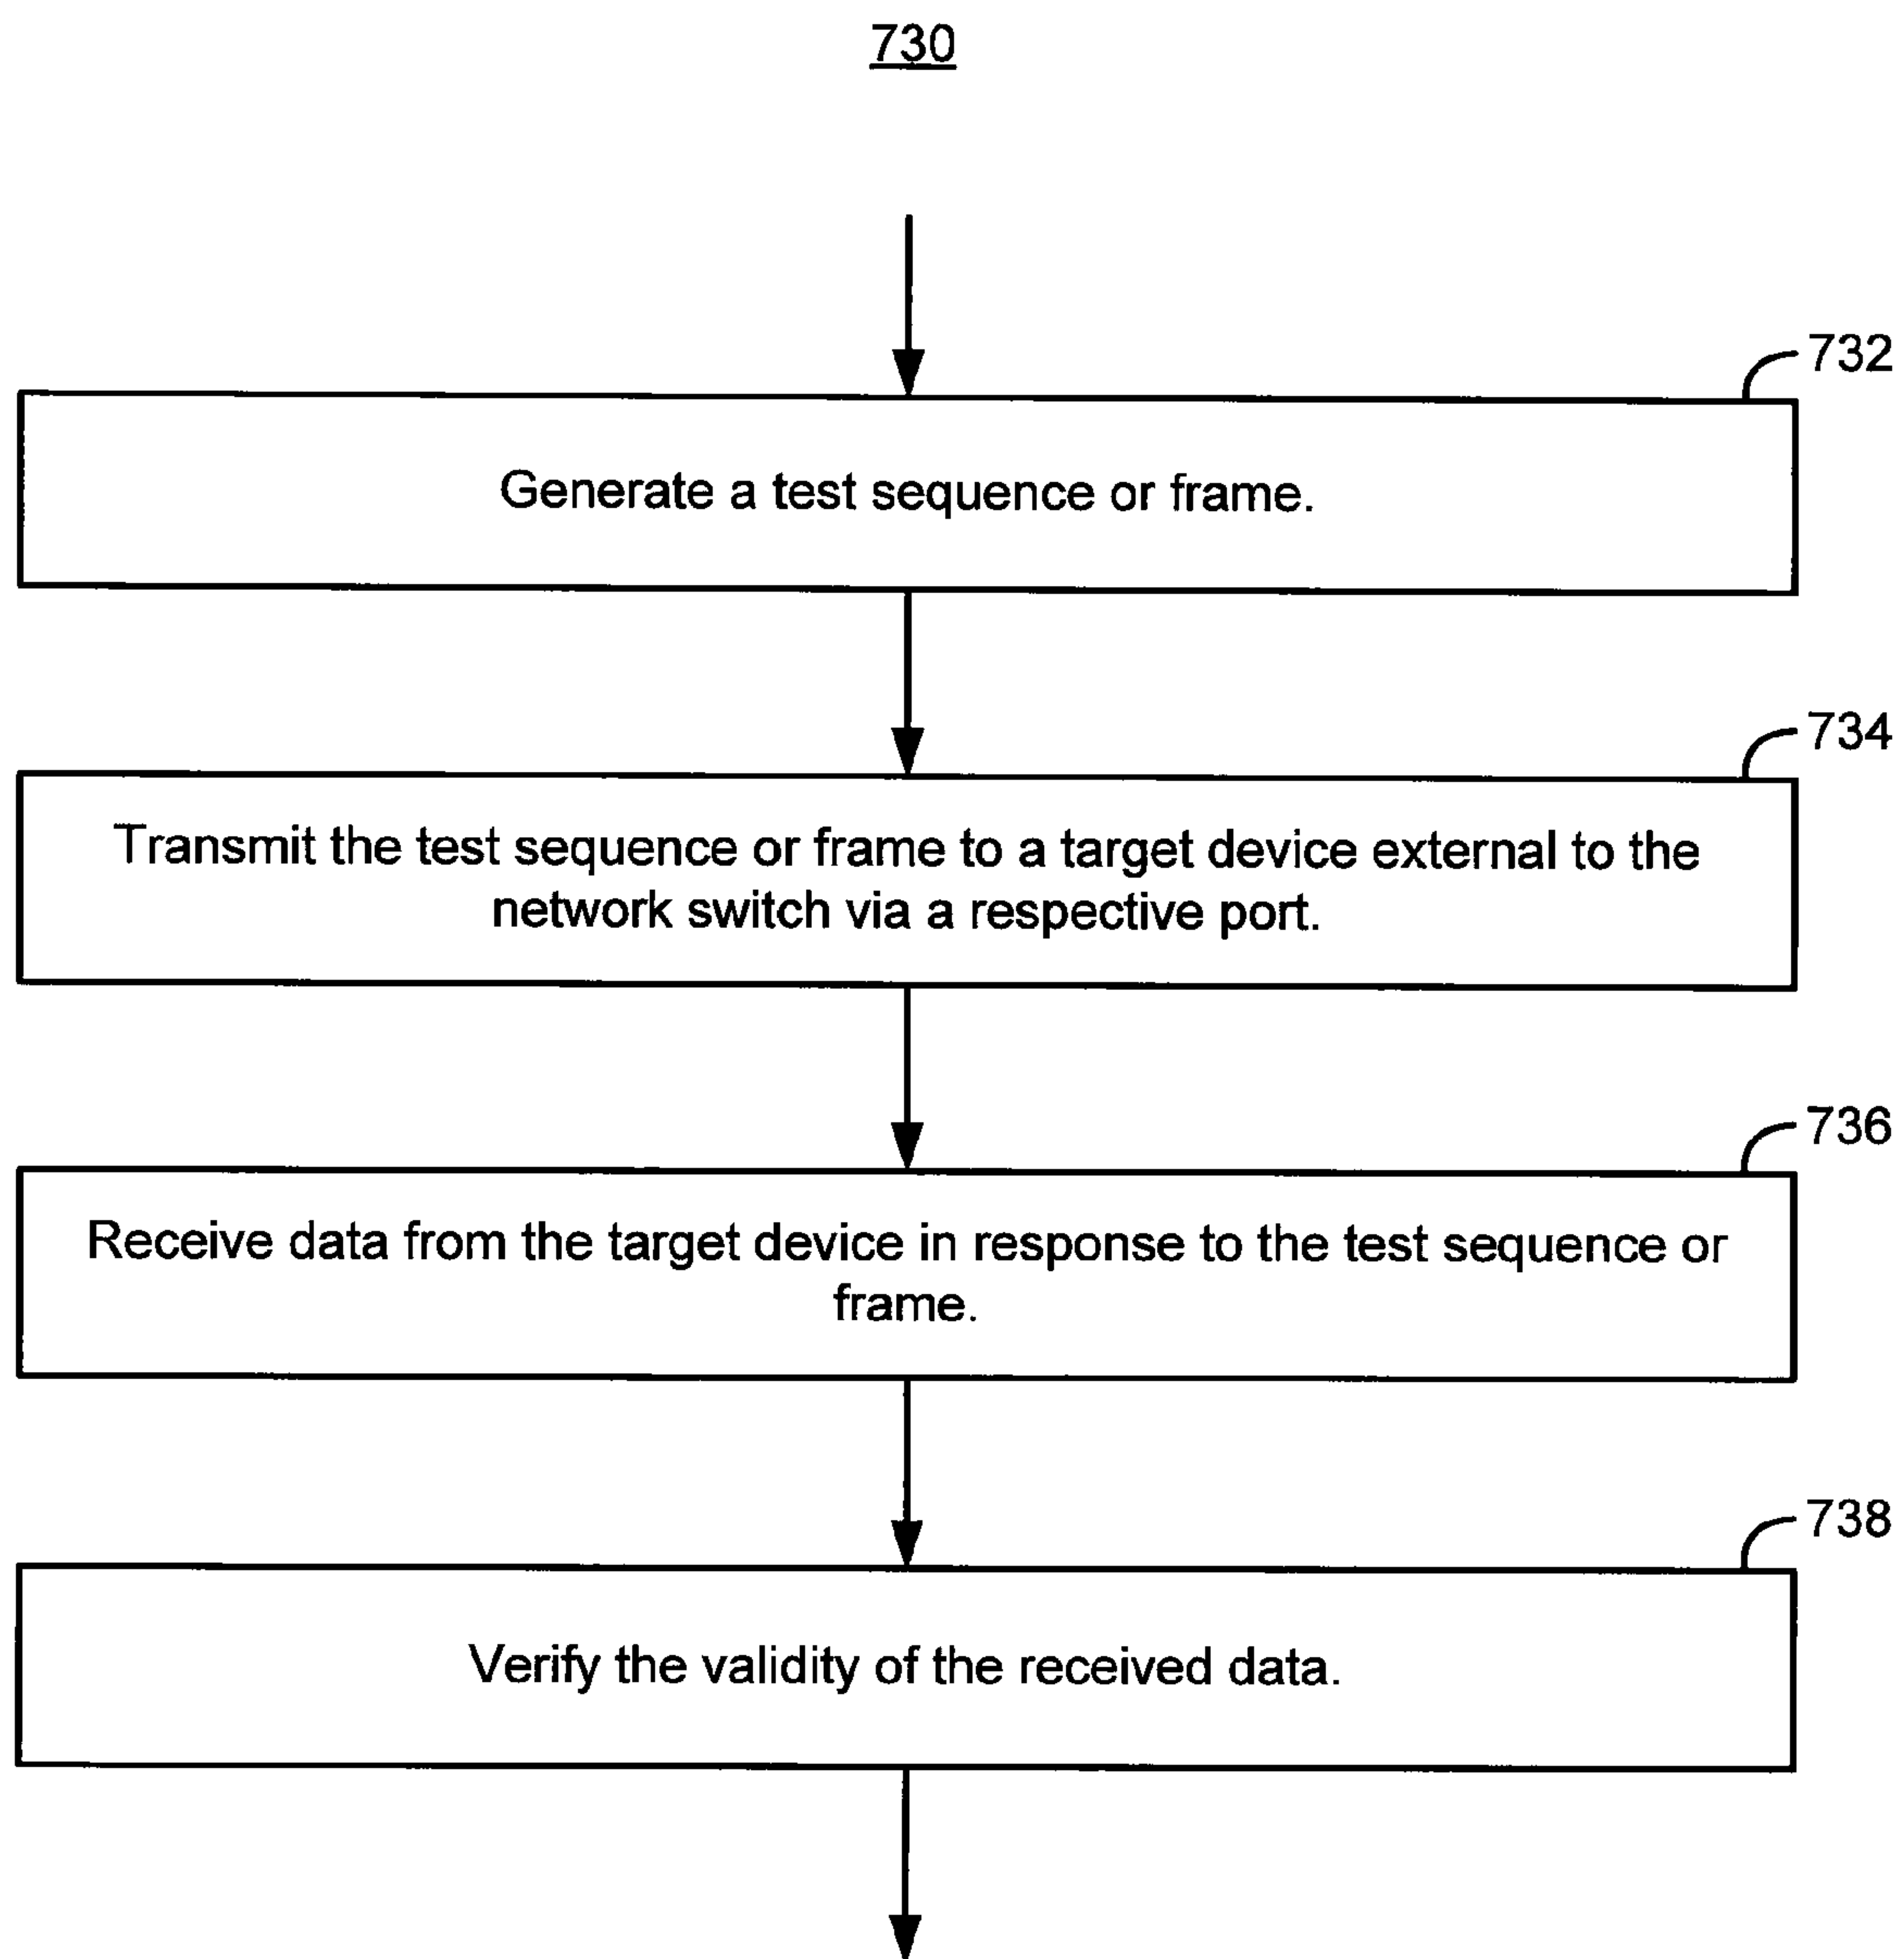 730
732
Generate a test sequence or frame.
734
Transmit the test sequence or frame to a target device external to the
network switch via a respective port.
736
Receive data from the target device in response to the test sequence or
frame.
738
Verify the validity of the received data.